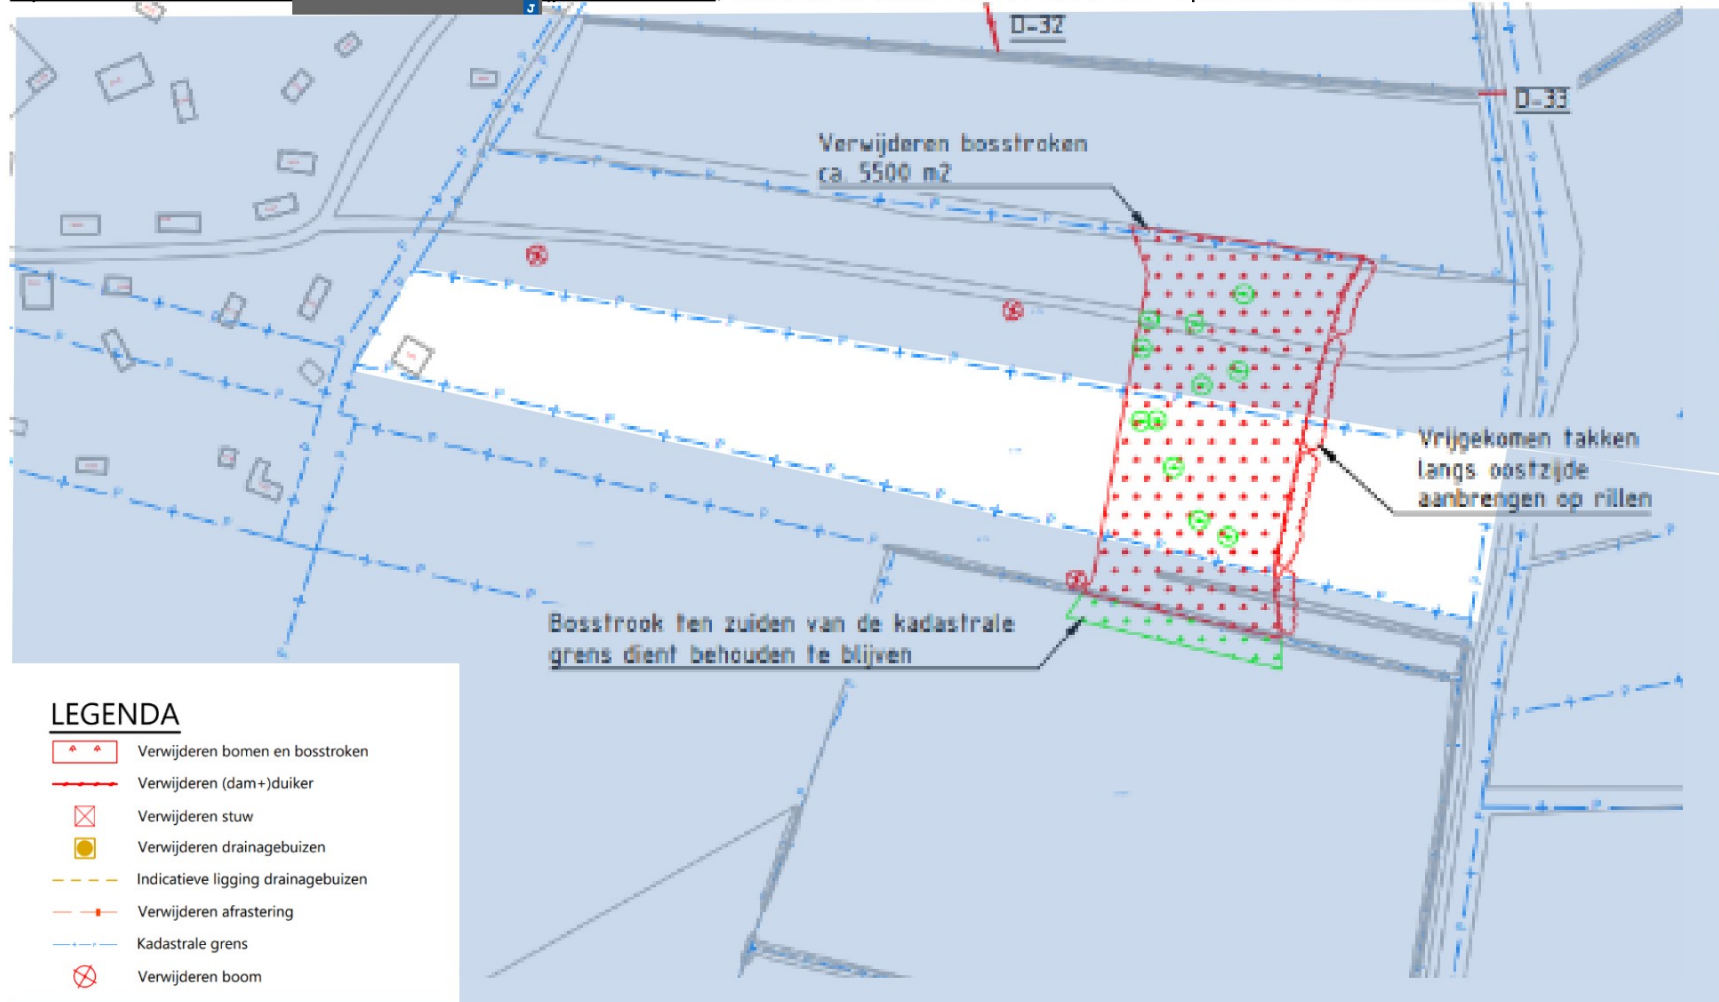 D-32
D-33
Verwijderen bosstroken
ca. 5500 m2
Vrijgekomen takken
langs oostzijde
aanbrengen op rillen
Bosstrook ten zuiden van de kadastrale
grens dient behouden te blijven
LEGENDA
Verwijderen bomen en bosstroken
Verwijderen (dam+)duiker
Verwijderen stuw
Verwijderen drainagebuizen
Indicatieve ligging drainagebuizen
Verwijderen afrastering
Kadastrale grens
Verwijderen boom